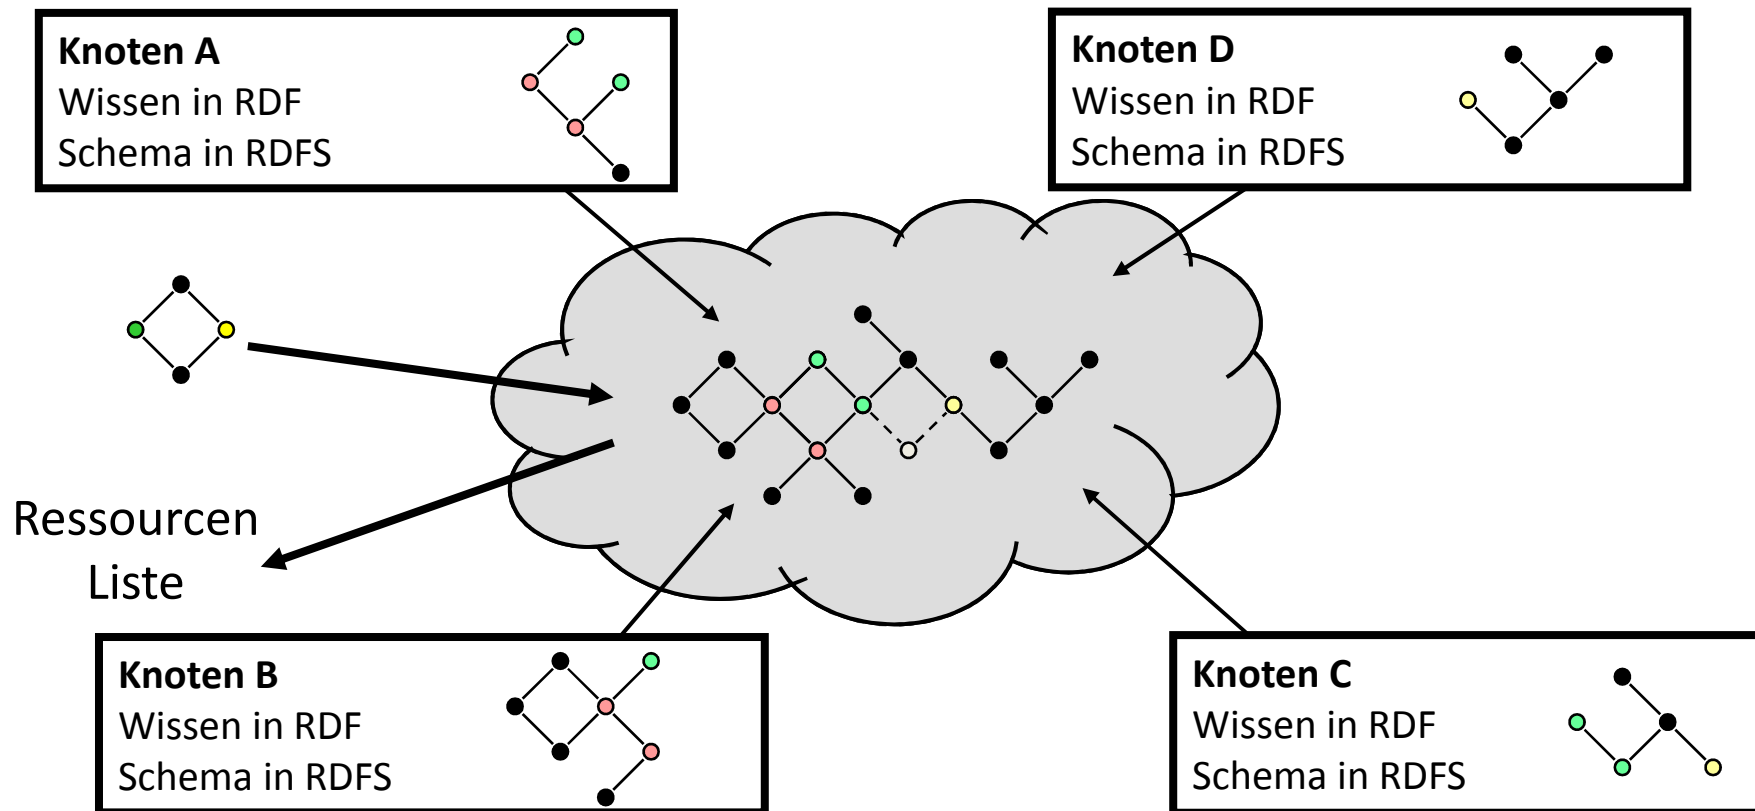 Knoten A
Wissen in RDF
Schema in RDFS
Knoten D
Wissen in RDF
Schema in RDFS
Ressourcen
Liste
Knoten B
Wissen in RDF
Schema in RDFS
Knoten C
Wissen in RDF
Schema in RDFS